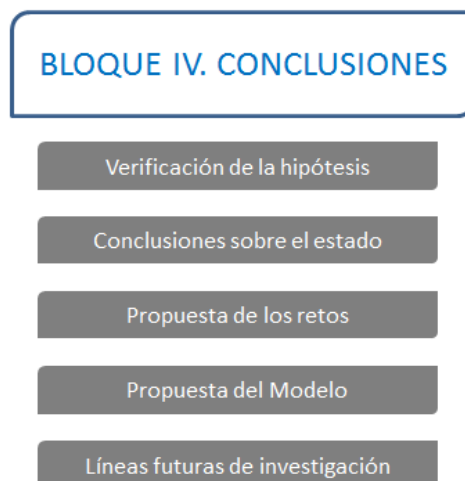 BLOQUE IV. CONCLUSIONES
Verificación de la hipótesis
Conclusiones sobre el estado
Propuesta de los retos
Propuesta del Modelo
Líneas futuras de investigación